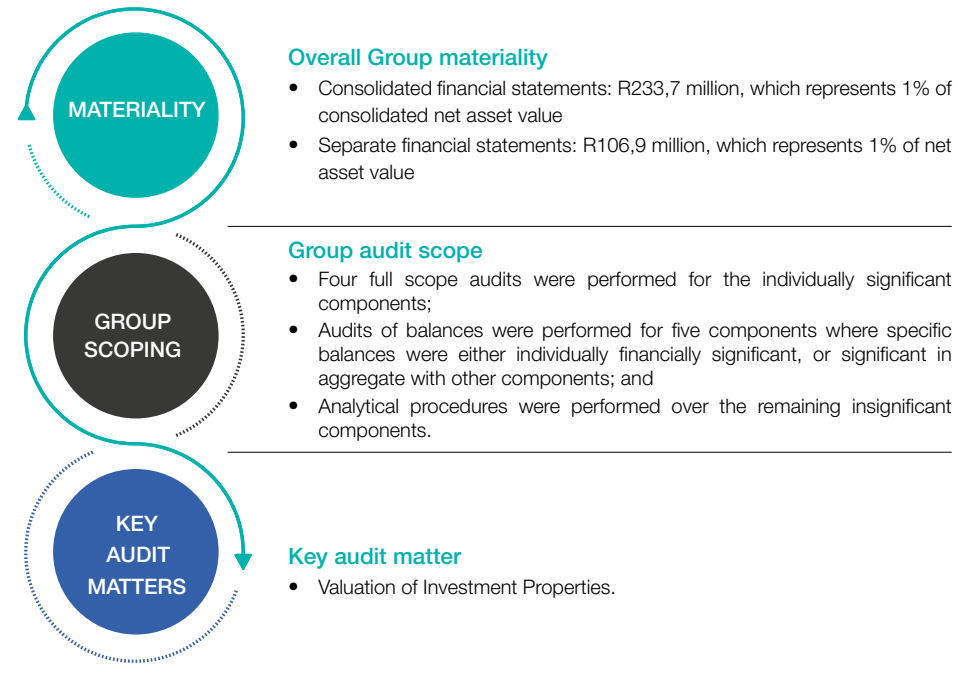 MATERIALITY
Overall Group materiality
• Consolidated financial statements: R233,7 million, which represents 1% of
consolidated net asset value
• Separate financial statements: R106,9 million, which represents 1% of net
asset value
GROUP
SCOPING
Group audit scope
• Four full scope audits were performed for the individually significant
components;
• Audits of balances were performed for five components where specific
balances were either individually financially significant, or significant in
aggregate with other components; and
• Analytical procedures were performed over the remaining insignificant
components.
KEY
AUDIT
MATTERS
Key audit matter
• Valuation of Investment Properties.